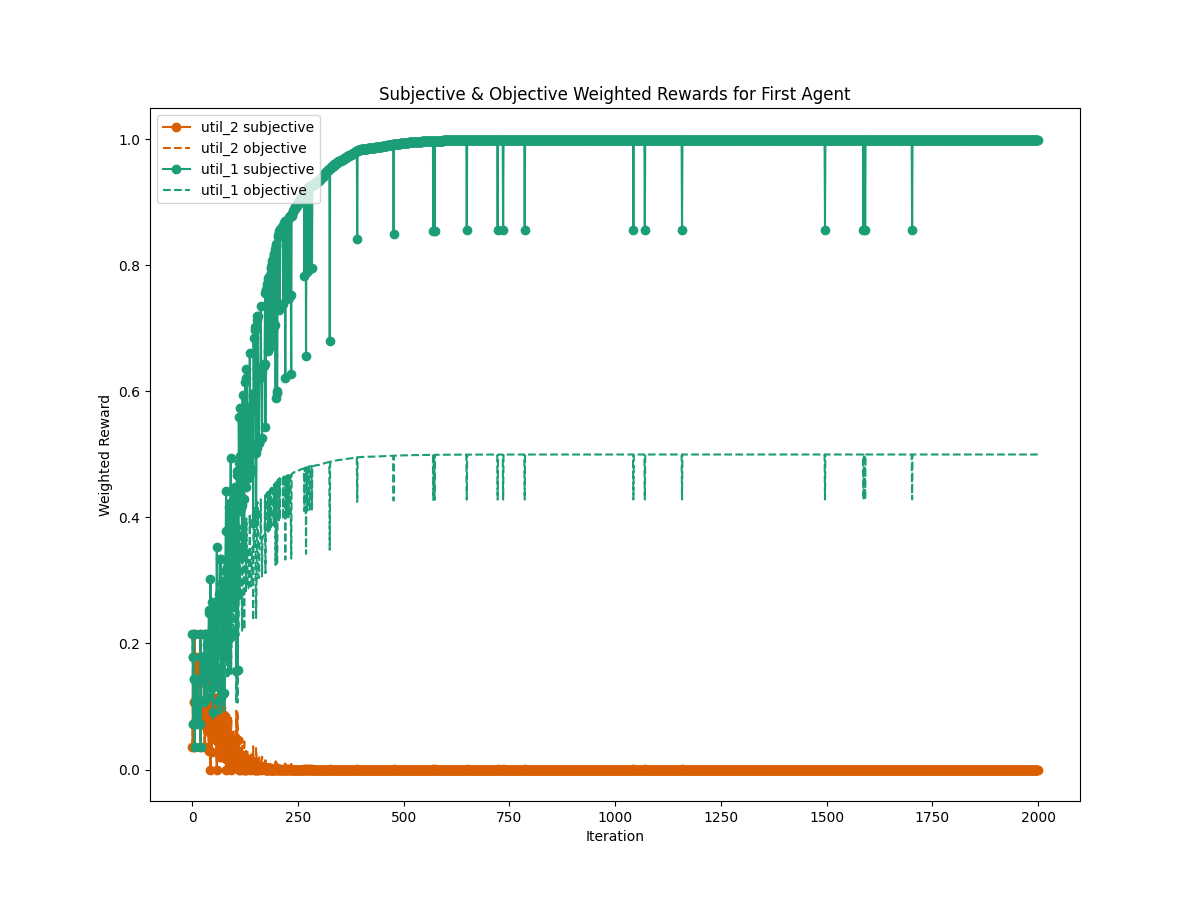 Subjective & Objective Weighted Rewards for First Agent
util_2 subjective
util_2 objective
util_1 subjective
util_1 objective
Weighted Reward
1.0
0.8
0.6
0.4
0.2
0.0
0 250 500 750 1000 1250 1500 1750 2000
Iteration